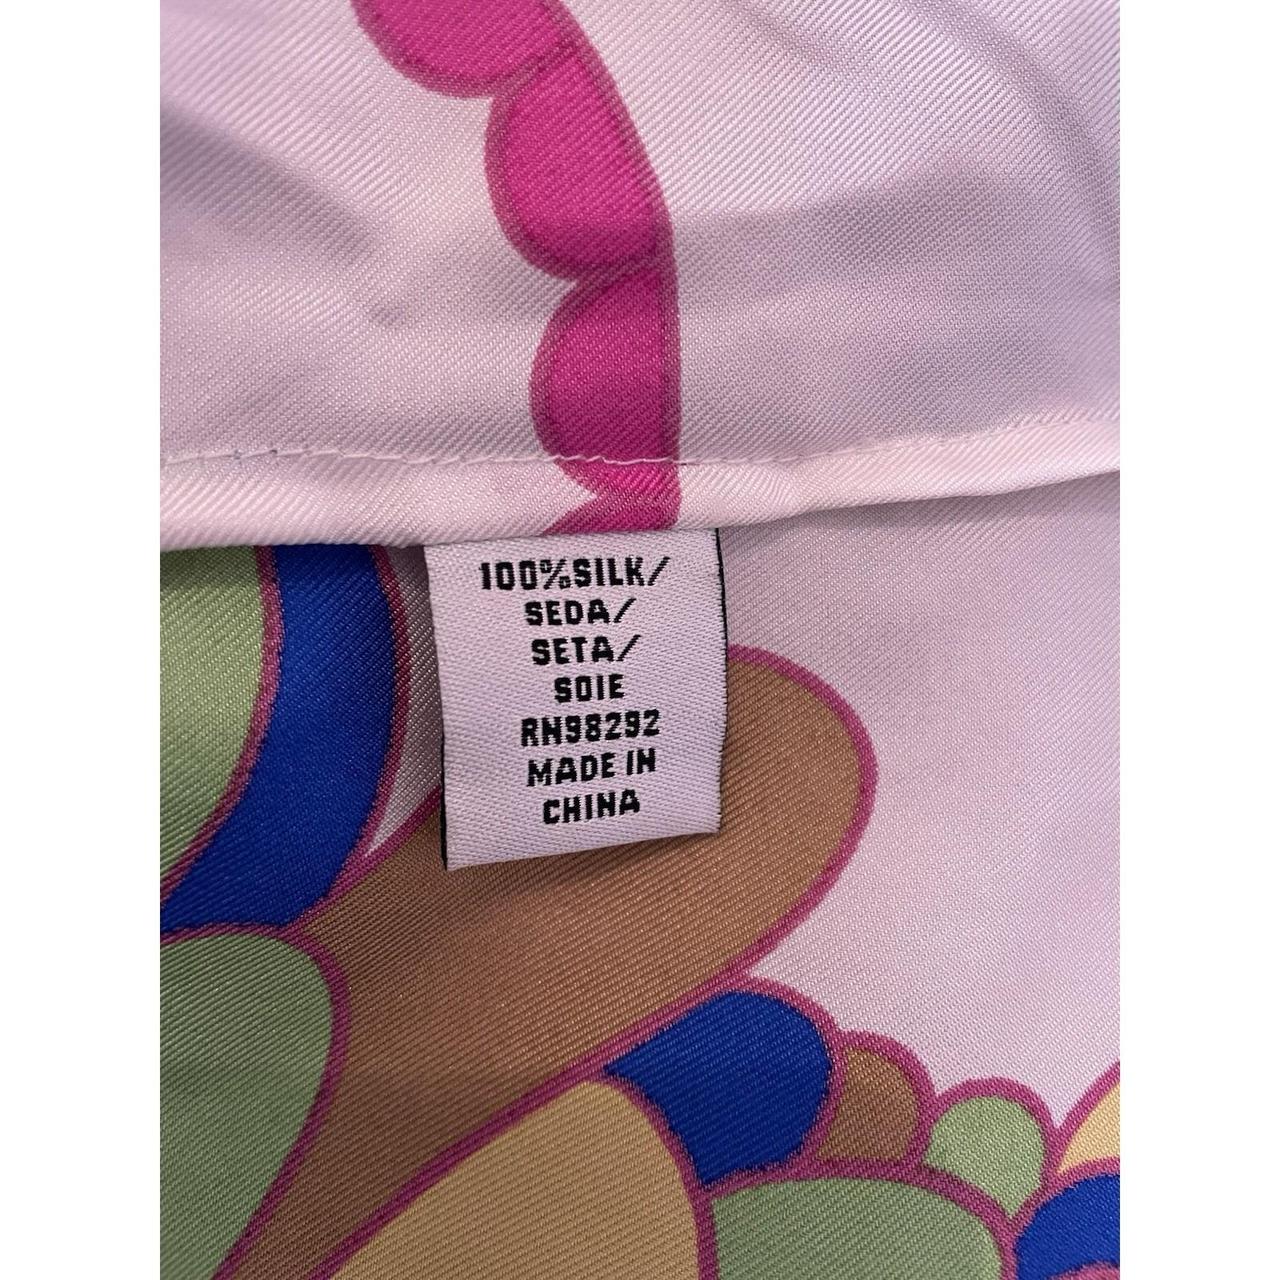 100%SILK/
SEDA/
SETA/
SOIE
RN98292
MADE IN
CHINA